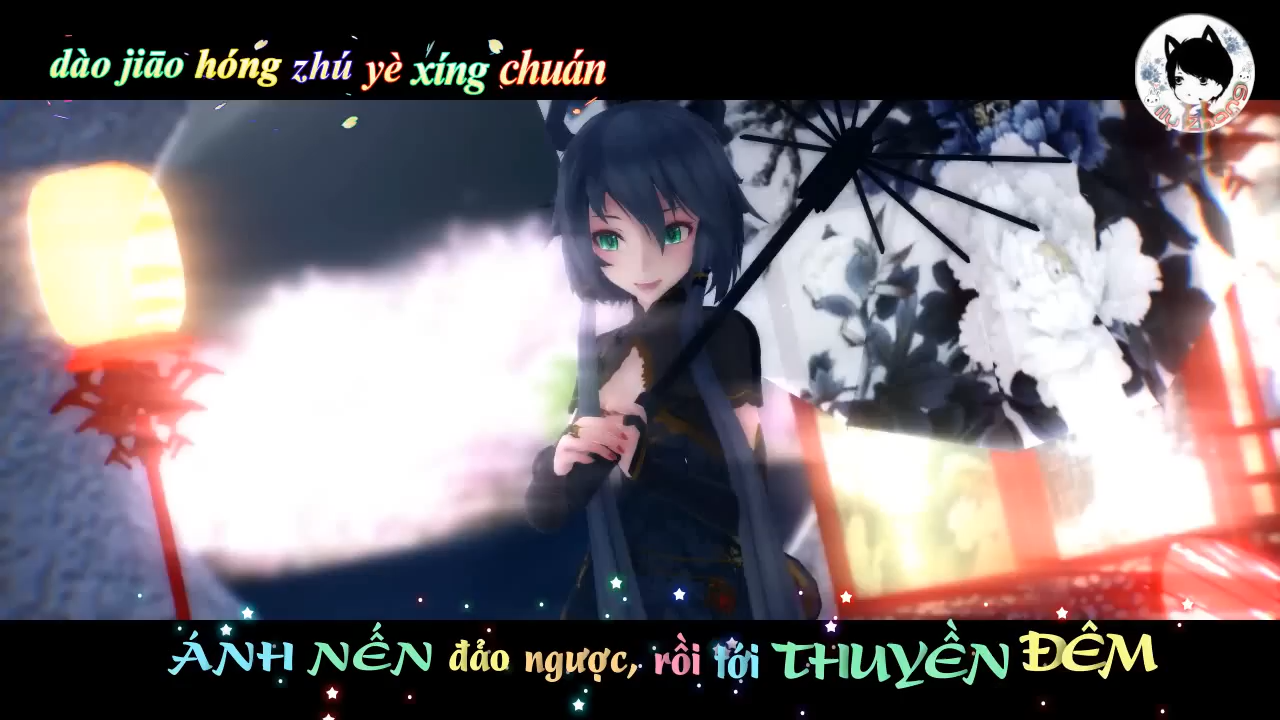 dào jiāo hóng zhú yè xíng chuán
ÁNH NẾN đảo ngược, rồi tới THUYỀN ĐÊM